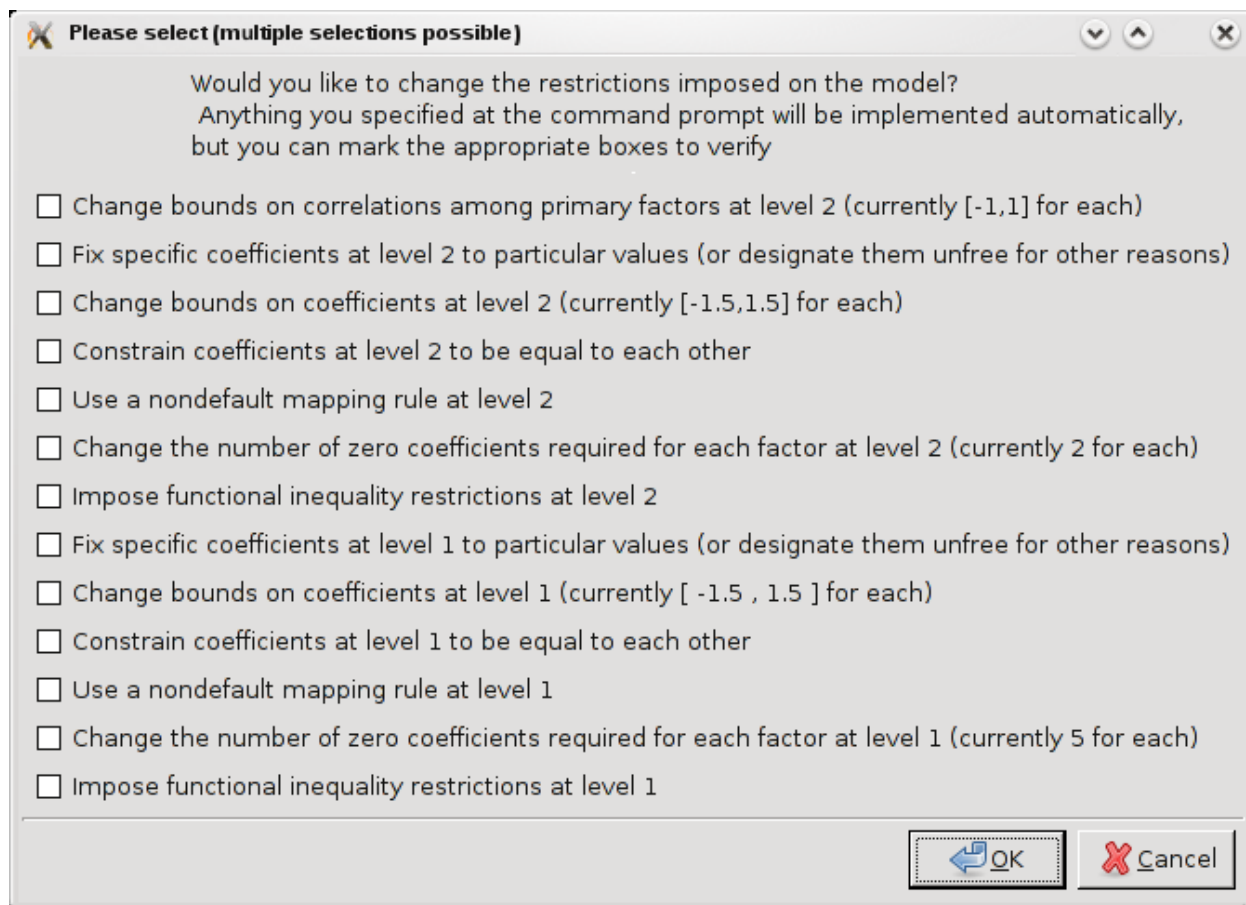 Please select (multiple selections possible)
Would you like to change the restrictions imposed on the model?
Anything you specified at the command prompt will be implemented automatically,
but you can mark the appropriate boxes to verify
Change bounds on correlations among primary factors at level 2 (currently [-1,1] for each)
Fix specific coefficients at level 2 to particular values (or designate them unfree for other reasons)
Change bounds on coefficients at level 2 (currently [-1.5,1.5] for each)
Constrain coefficients at level 2 to be equal to each other
Use a nondefault mapping rule at level 2
Change the number of zero coefficients required for each factor at level 2 (currently 2 for each)
Impose functional inequality restrictions at level 2
Fix specific coefficients at level 1 to particular values (or designate them unfree for other reasons)
Change bounds on coefficients at level 1 (currently [ -1.5 , 1.5 ] for each)
Constrain coefficients at level 1 to be equal to each other
Use a nondefault mapping rule at level 1
Change the number of zero coefficients required for each factor at level 1 (currently 5 for each)
Impose functional inequality restrictions at level 1
OK Cancel